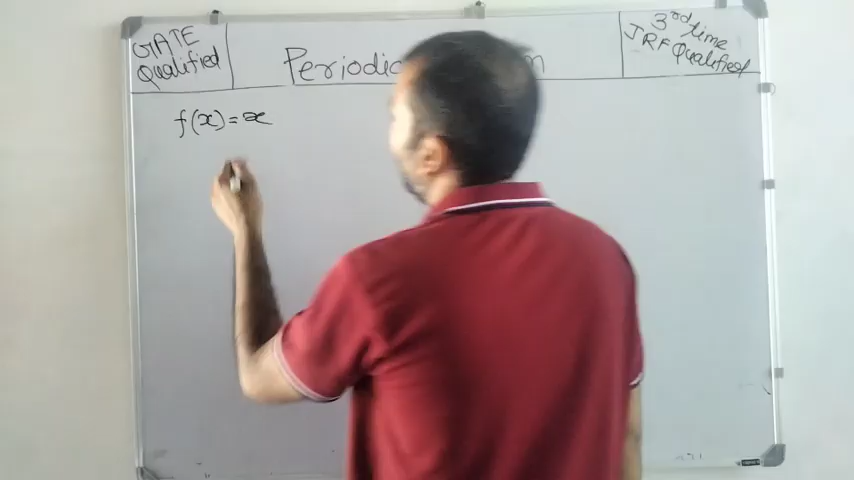 GATE
Qualified
Periodic
3rd time
JRF Qualified
f(x)=x